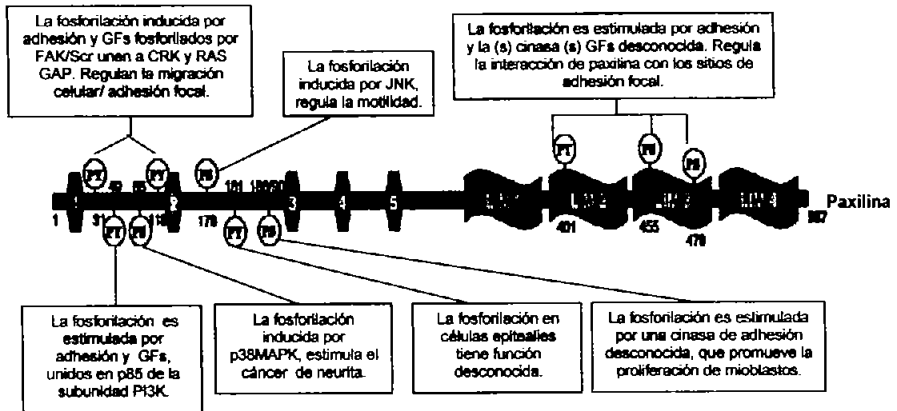 La fosforilación inducida por
adhesión y GFs fosforilados por
FAK/Scr unen a CRK y RAS
GAP. Regulan la migración
celular/ adhesión focal.
La fosforilación
inducida por JNK,
regula la motilidad.
La fosforilación es estimulada por adhesión
y la (s) cinasa (s) GFs desconocida. Regula
la interacción de paxilina con los sitios de
adhesión focal.
PY PY PS PY PS PS
1 2 3 4 5
Paxilina
1 31 118 178 181 401 455 479
PY PS PY PS
La fosforilación es
estimulada por
adhesión y GFs,
unidos en p85 de la
subunidad PI3K.
La fosforilación
inducida por
p38MAPK, estimula el
cáncer de neurita.
La fosforilación en
células epiteslies
tiene función
desconocida.
La fosforilación es estimulada
por una cinasa de adhesión
desconocida, que promueve la
proliferación de mioblastos.